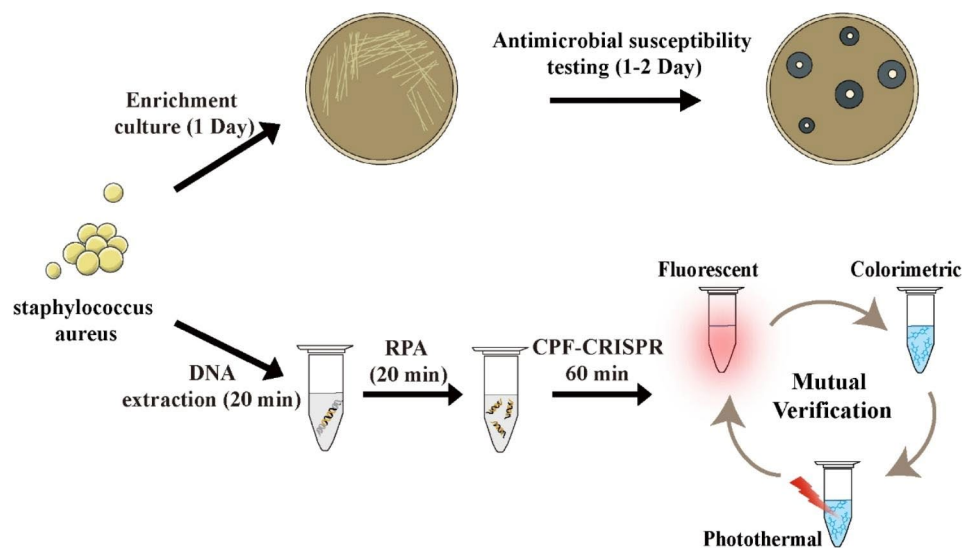 Antimicrobial susceptibility
testing (1-2 Day)
Enrichment
culture (1 Day)
staphylococcus
aureus
DNA
extraction (20 min)
RPA
(20 min)
CPF-CRISPR
60 min
Fluorescent
Colorimetric
Mutual
Verification
Photothermal